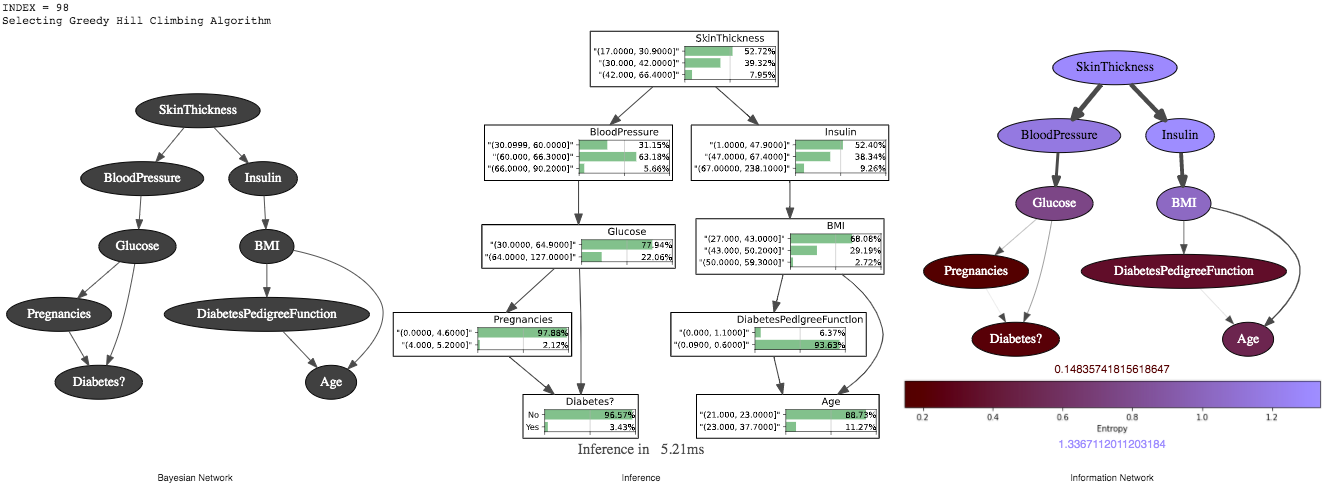 INDEX = 98
Selecting Greedy Hill Climbing Algorithm
SkinThickness
BloodPressure
Insulin
Glucose
BMI
Pregnancies
DiabetesPedigreeFunction
Diabetes?
Age
Bayesian Network
SkinThickness
"(17.0000, 30.9000]" 52.72%
"(30.000, 42.0000]" 39.32%
"(42.000, 66.4000]" 7.95%
BloodPressure
"(30.0999, 60.0000]" 31.15%
"(60.000, 66.3000]" 63.18%
"(66.0000, 90.2000]" 5.66%
Insulin
"(1.0000, 47.9000]" 52.40%
"(47.0000, 67.4000]" 38.34%
"(67.00000, 238.1000]" 9.26%
Glucose
"(30.0000, 64.9000]" 77.94%
"(64.0000, 127.0000]" 22.06%
BMI
"(27.000, 43.0000]" 68.08%
"(43.000, 50.2000]" 29.19%
"(50.0000, 59.3000]" 2.72%
Pregnancies
"(0.0000, 4.6000]" 97.88%
"(4.000, 5.2000]" 2.12%
DiabetesPedigreeFunction
"(0.000, 1.1000]" 6.37%
"(0.0900, 0.6000]" 93.63%
Diabetes?
No 96.57%
Yes 3.43%
Age
"(21.000, 23.0000]" 88.73%
"(23.000, 37.7000]" 11.27%
Inference in 5.21ms
Inference
SkinThickness
BloodPressure
Insulin
Glucose
BMI
Pregnancies
DiabetesPedigreeFunction
Diabetes?
Age
0.14835741815618647
0.2 0.4 0.6 0.8 1.0 1.2
Entropy
1.3367112011203184
Information Network